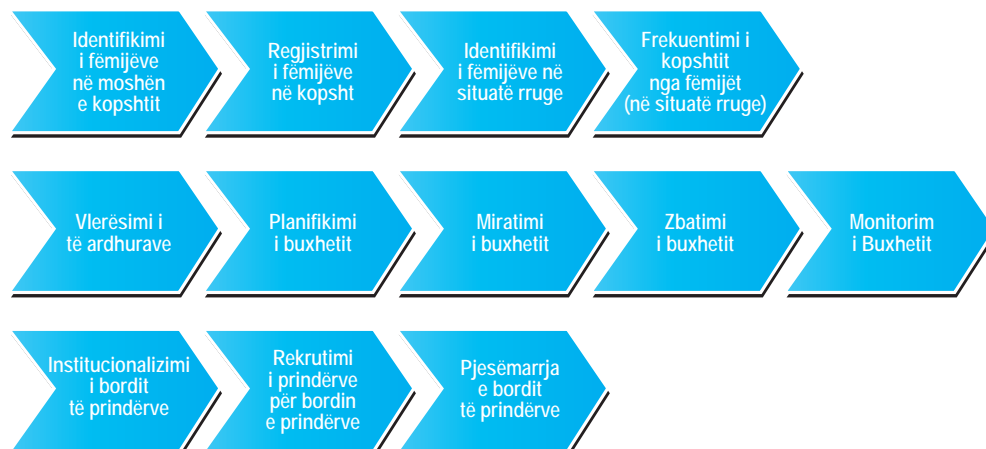 Identifikimi
i fëmijëve
në moshën
e kopshtit
Regjistrimi
i fëmijëve
në kopsht
Identifikimi
i fëmijëve në
situatë rruge
Frekuentimi i
kopshtit
nga fëmijët
(në situatë rruge)
Vlerësimi i
të ardhurave
Planifikimi
i buxhetit
Miratimi
i buxhetit
Zbatimi
i buxhetit
Monitorim
i Buxhetit
Institucionalizimi
i bordit
të prindërve
Rekrutimi
i prindërve
për bordin
e prindërve
Pjesëmarrja
e bordit
të prindërve